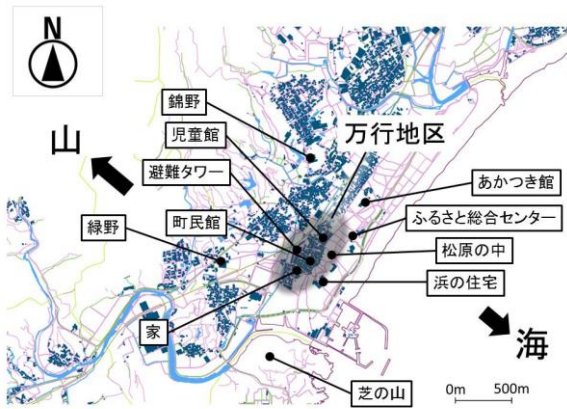 N
山
錦野
児童館
避難タワー
町民館
緑野
家
万行地区
あかつき館
ふるさと総合センター
松原の中
浜の住宅
海
芝の山
0m 500m